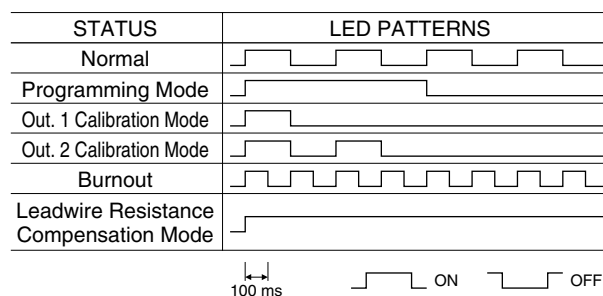 STATUS LED PATTERNS
Normal
Programming Mode
Out. 1 Calibration Mode
Out. 2 Calibration Mode
Burnout
Leadwire Resistance
Compensation Mode
100 ms ON OFF